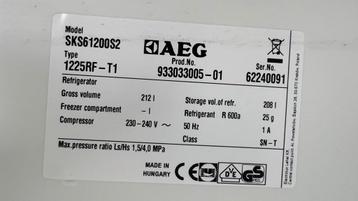 Model
SKS61200S2
AEG
Type
Prod.No.
Ser.No.
1225RF-T1
933033005-01
62240091
Refrigerator
Gross volume 212 l
Storage vol.of refr. 208 l
Freezer compartment - l
Refrigerant R 600a 25 g
Compressor 230-240 V ~ 50 Hz 1 A
Class SN-T
Max.pressure ratio Ls/Hs 1,5/4,0 MPa
MADE IN
HUNGARY
CE
GS